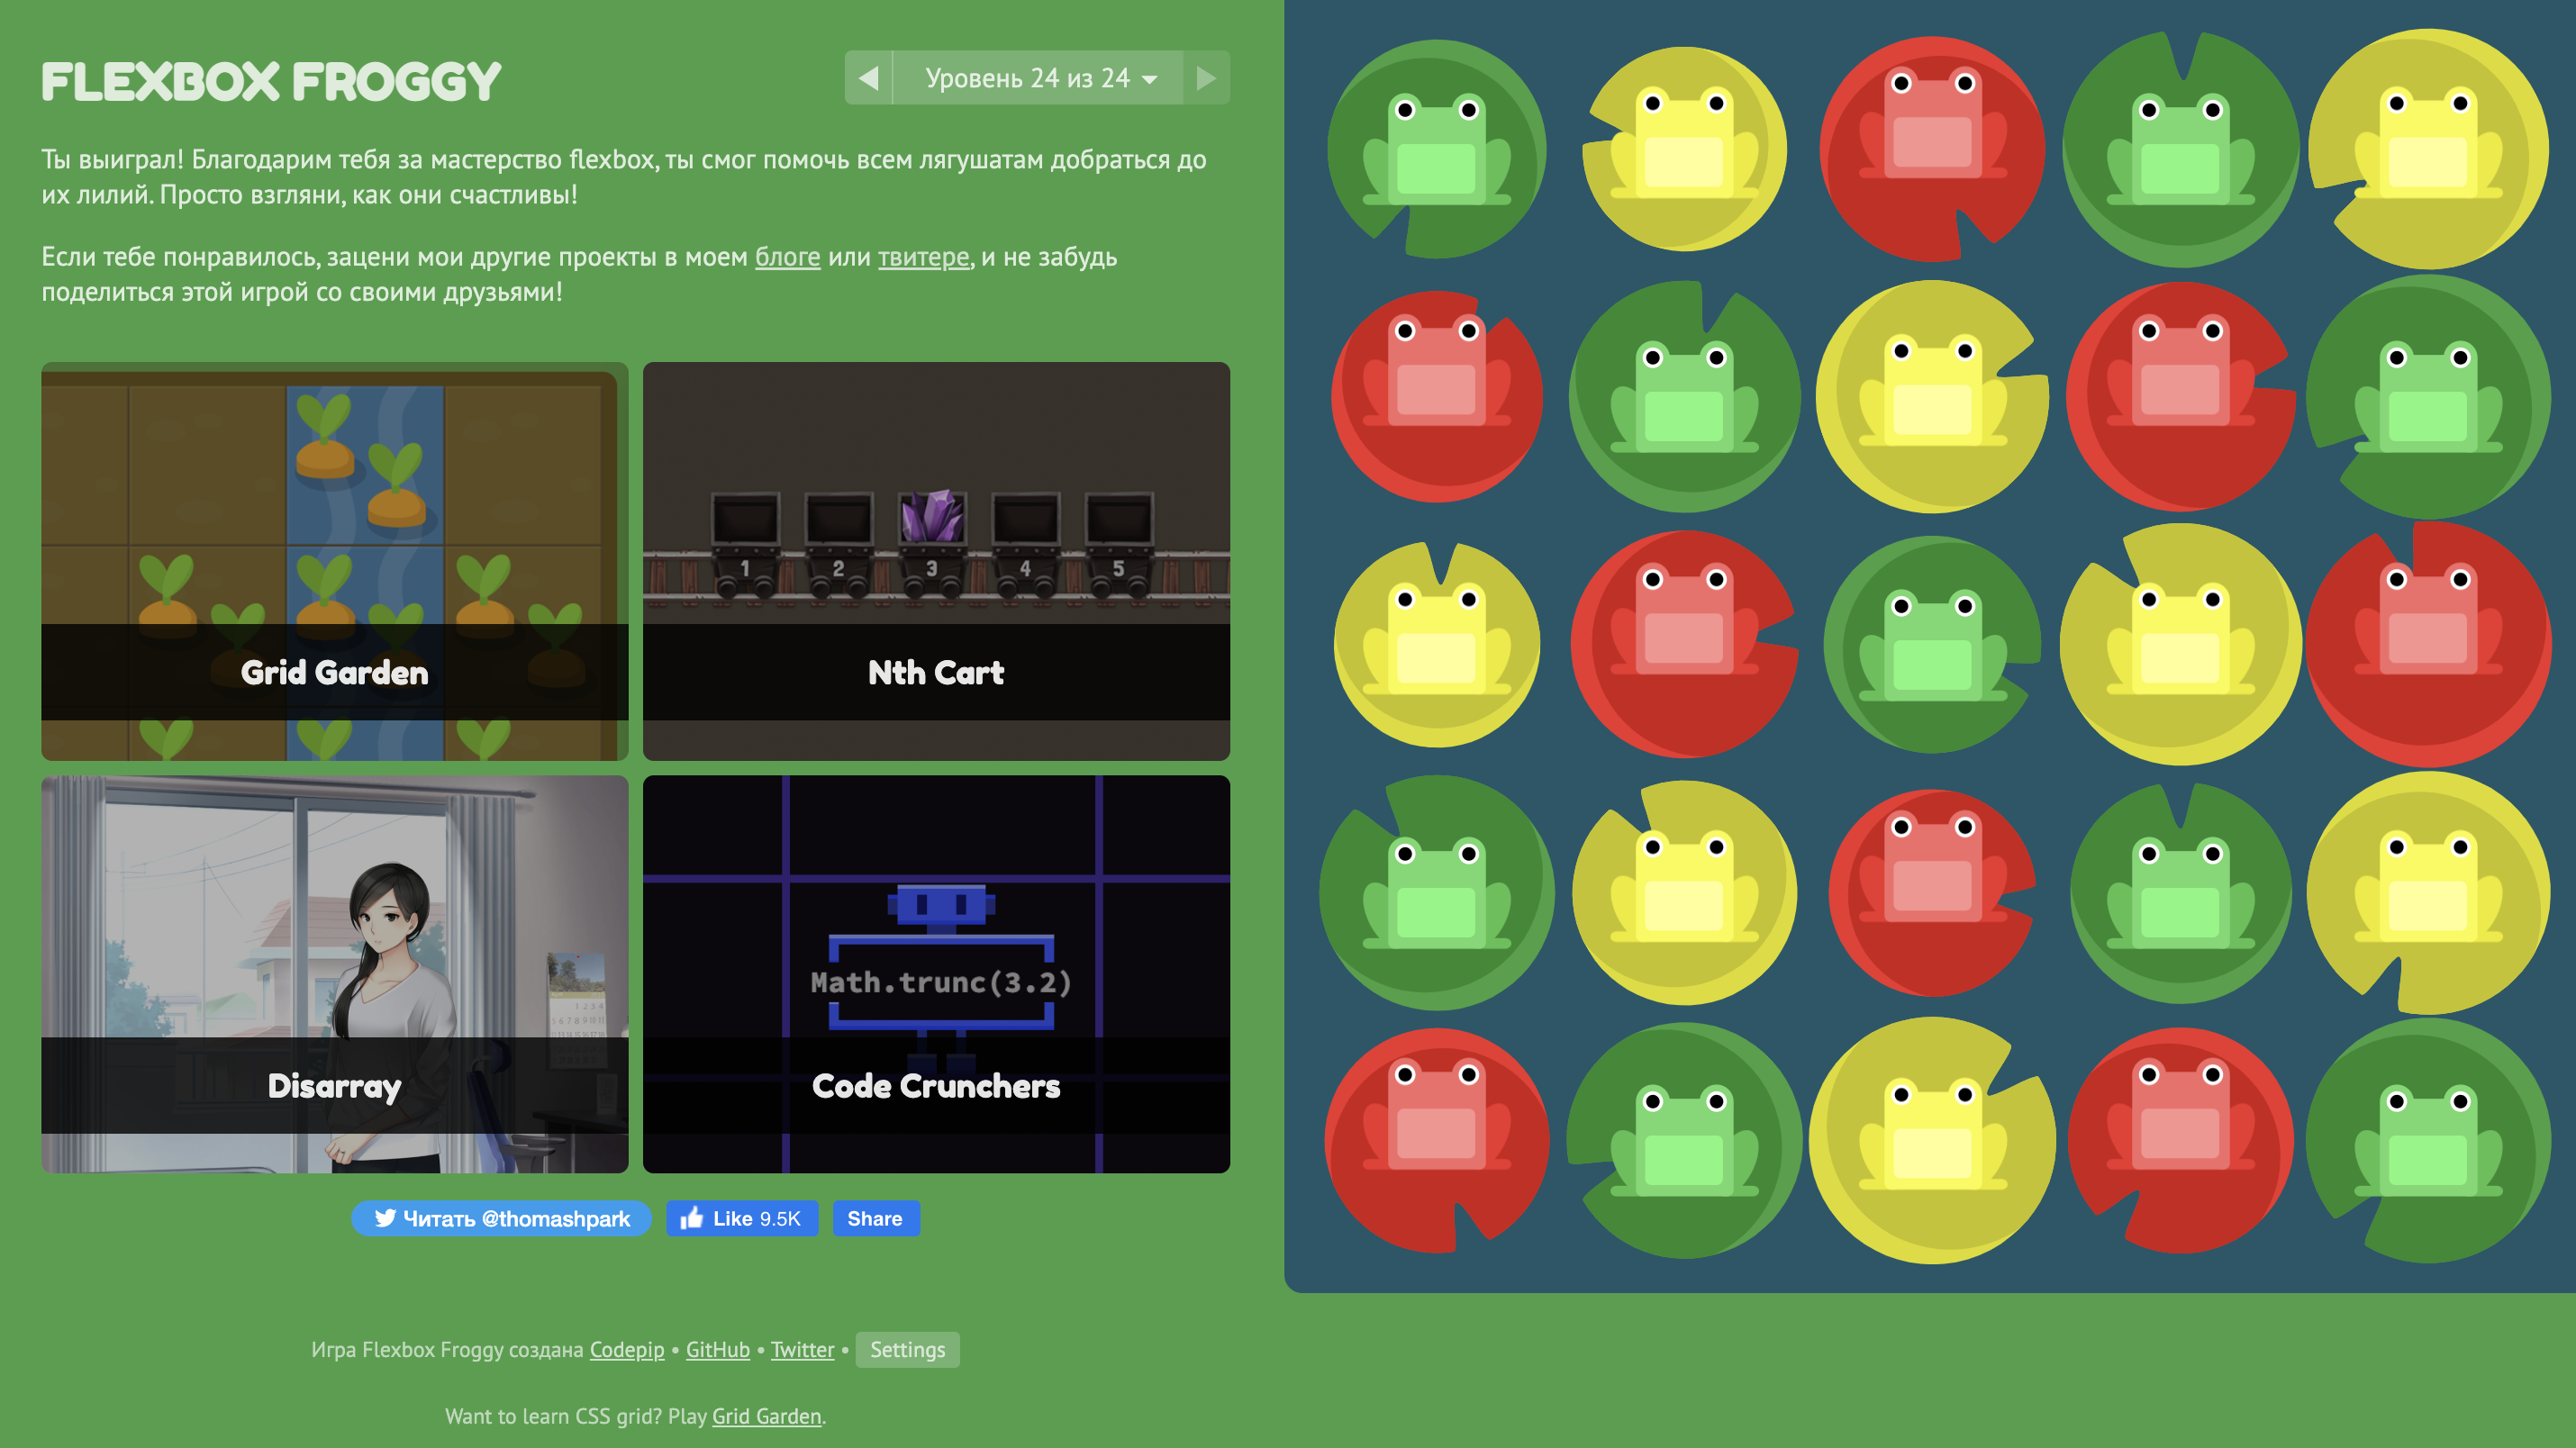 FLEXBOX FROGGY
Уровень 24 из 24
Ты выиграл! Благодарим тебя за мастерство flexbox, ты смог помочь всем лягушатам добраться до
их лилий. Просто взгляни, как они счастливы!
Если тебе понравилось, зацени мои другие проекты в моем блоге или твитере, и не забудь
поделиться этой игрой со своими друзьями!
1 2 3 4 5
Grid Garden
Nth Cart
Math.trunc(3.2)
Disarray
Code Crunchers
Читать @thomashpark
Like 9.5K
Share
Игра Flexbox Froggy создана Codepip • GitHub • Twitter • Settings
Want to learn CSS grid? Play Grid Garden.